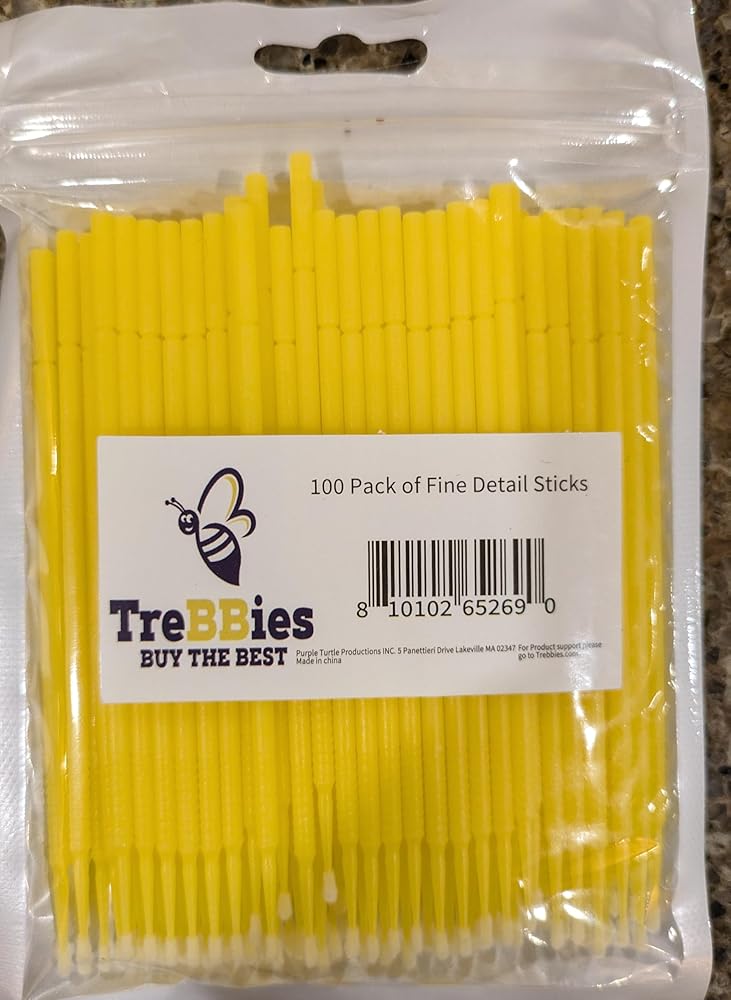 100 Pack of Fine Detail Sticks
8 10102 65269 0
TreBBies
BUY THE BEST
Purple Turtle Productions INC. 5 Panettieri Drive Lakeville MA 02347 For Product support please
Made in china
go to Trebbies.com